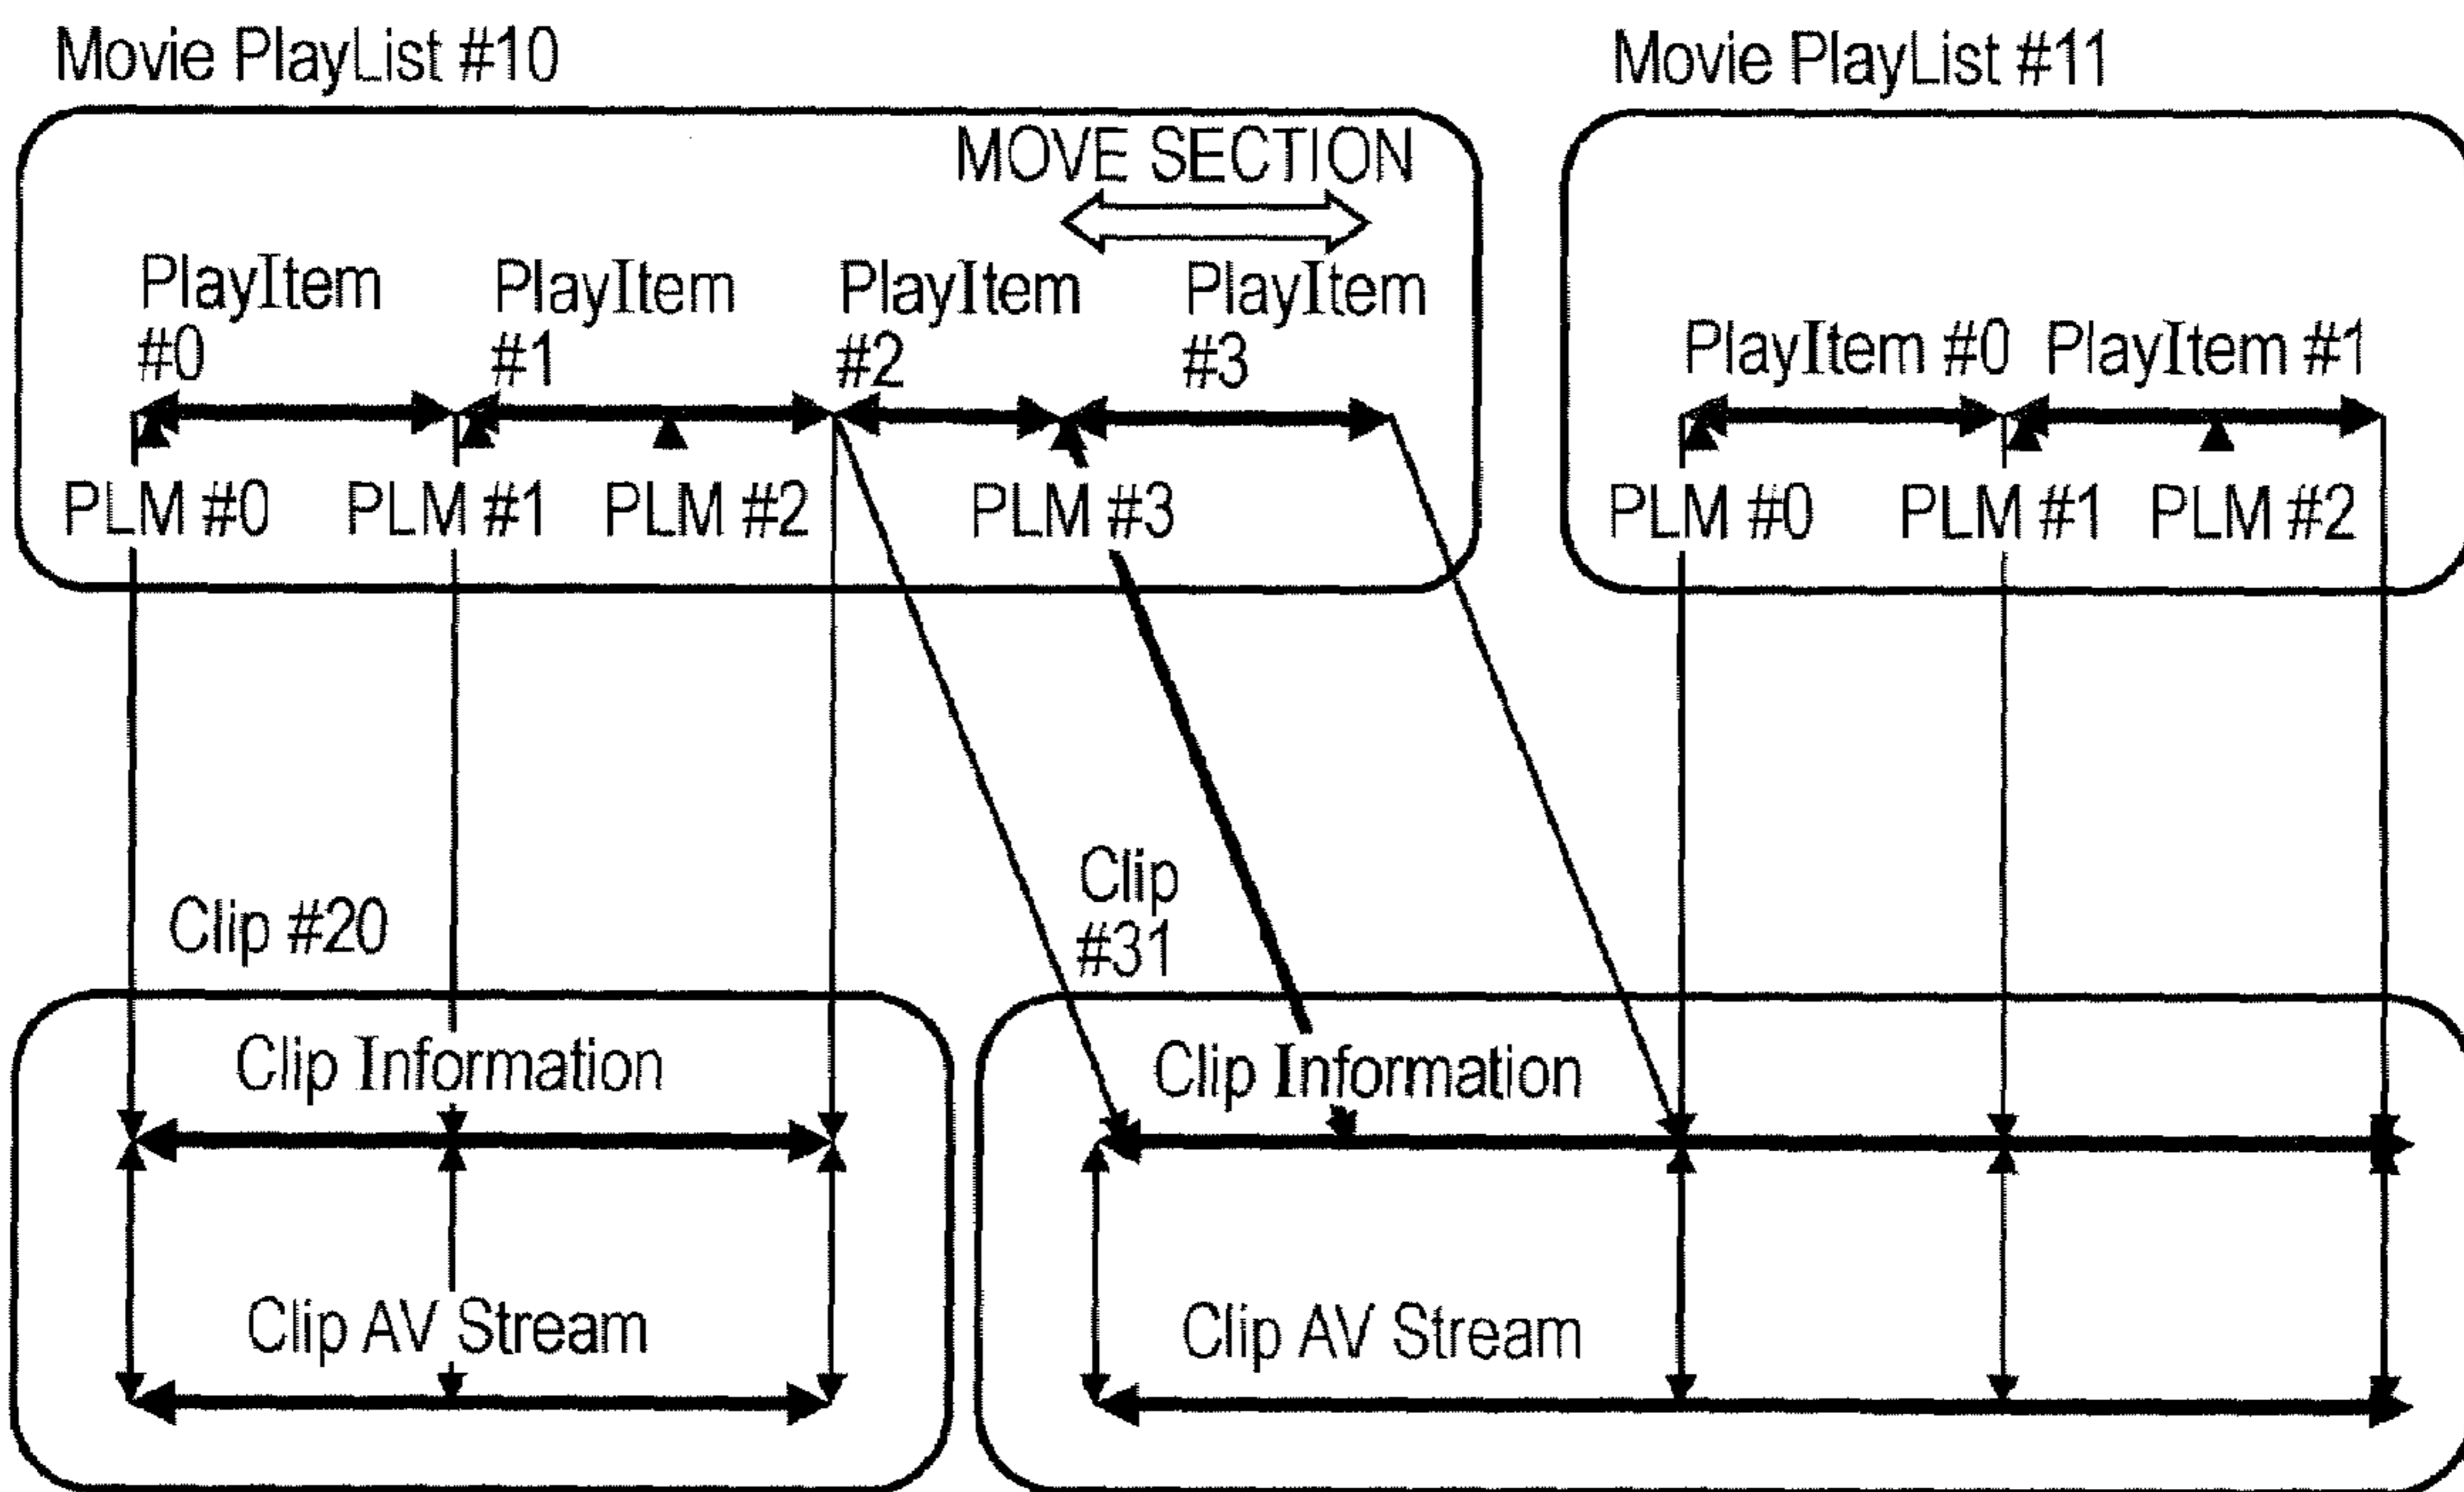 Movie PlayList #10
Movie PlayList #11
MOVE SECTION
PlayItem
#0
PlayItem
#1
PlayItem
#2
PlayItem
#3
PlayItem #0
PlayItem #1
PLM #0
PLM #1
PLM #2
PLM #3
PLM #0
PLM #1
PLM #2
Clip #20
Clip
#31
Clip Information
Clip Information
Clip AV Stream
Clip AV Stream